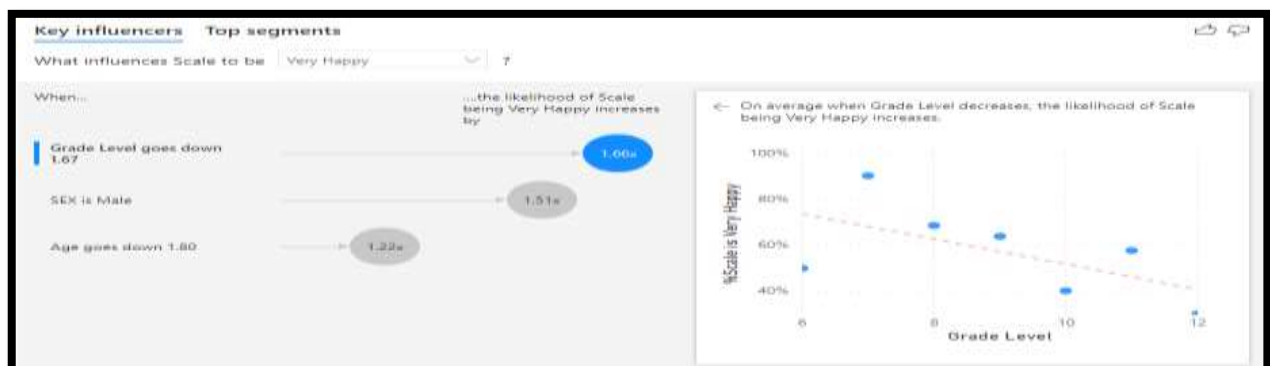 Key influencers Top segments
What influences Scale to be Very Happy ?
When...
....the likelihood of Scale
being Very Happy increases
by
Grade Level goes down
1.67
1.66x
SEX is Male
1.51x
Age goes down 1.80
1.22x
On average when Grade Level decreases, the likelihood of Scale
being Very Happy increases.
100%
80%
60%
40%
%Scale is Very Happy
6 8 10 12
Grade Level